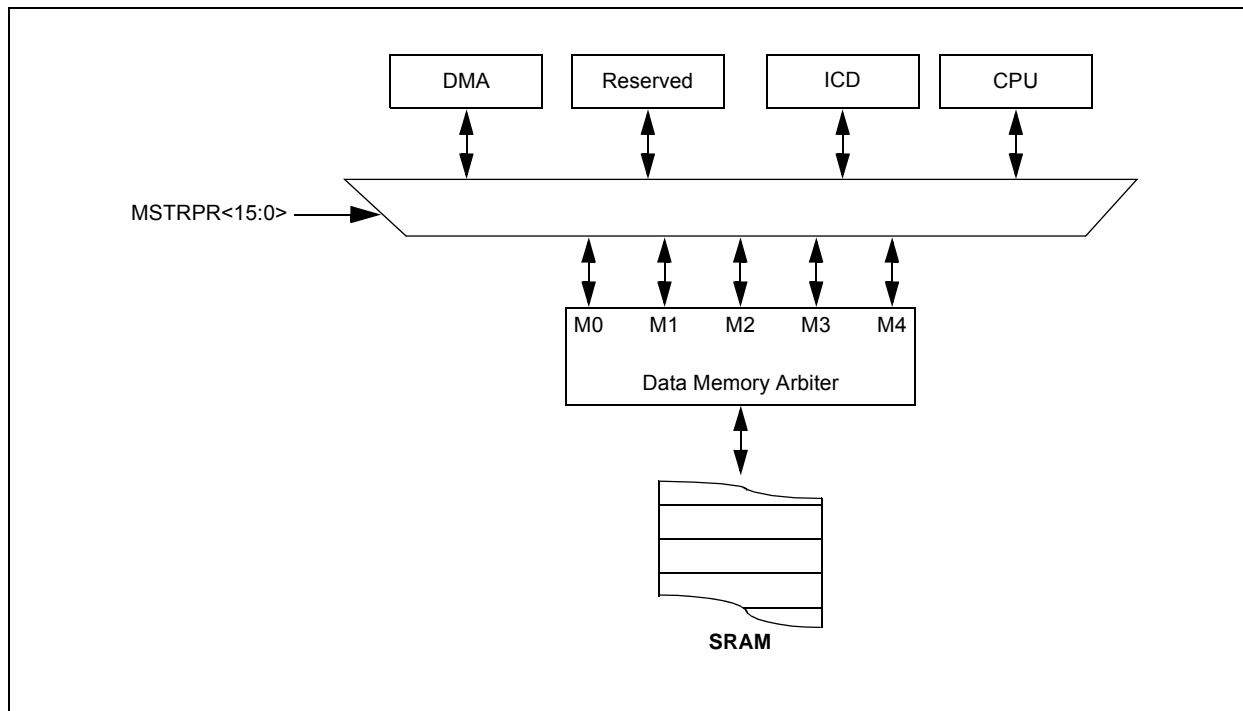 DMA
Reserved
ICD
CPU
MSTRPR<15:0>
M0 M1 M2 M3 M4
Data Memory Arbiter
SRAM